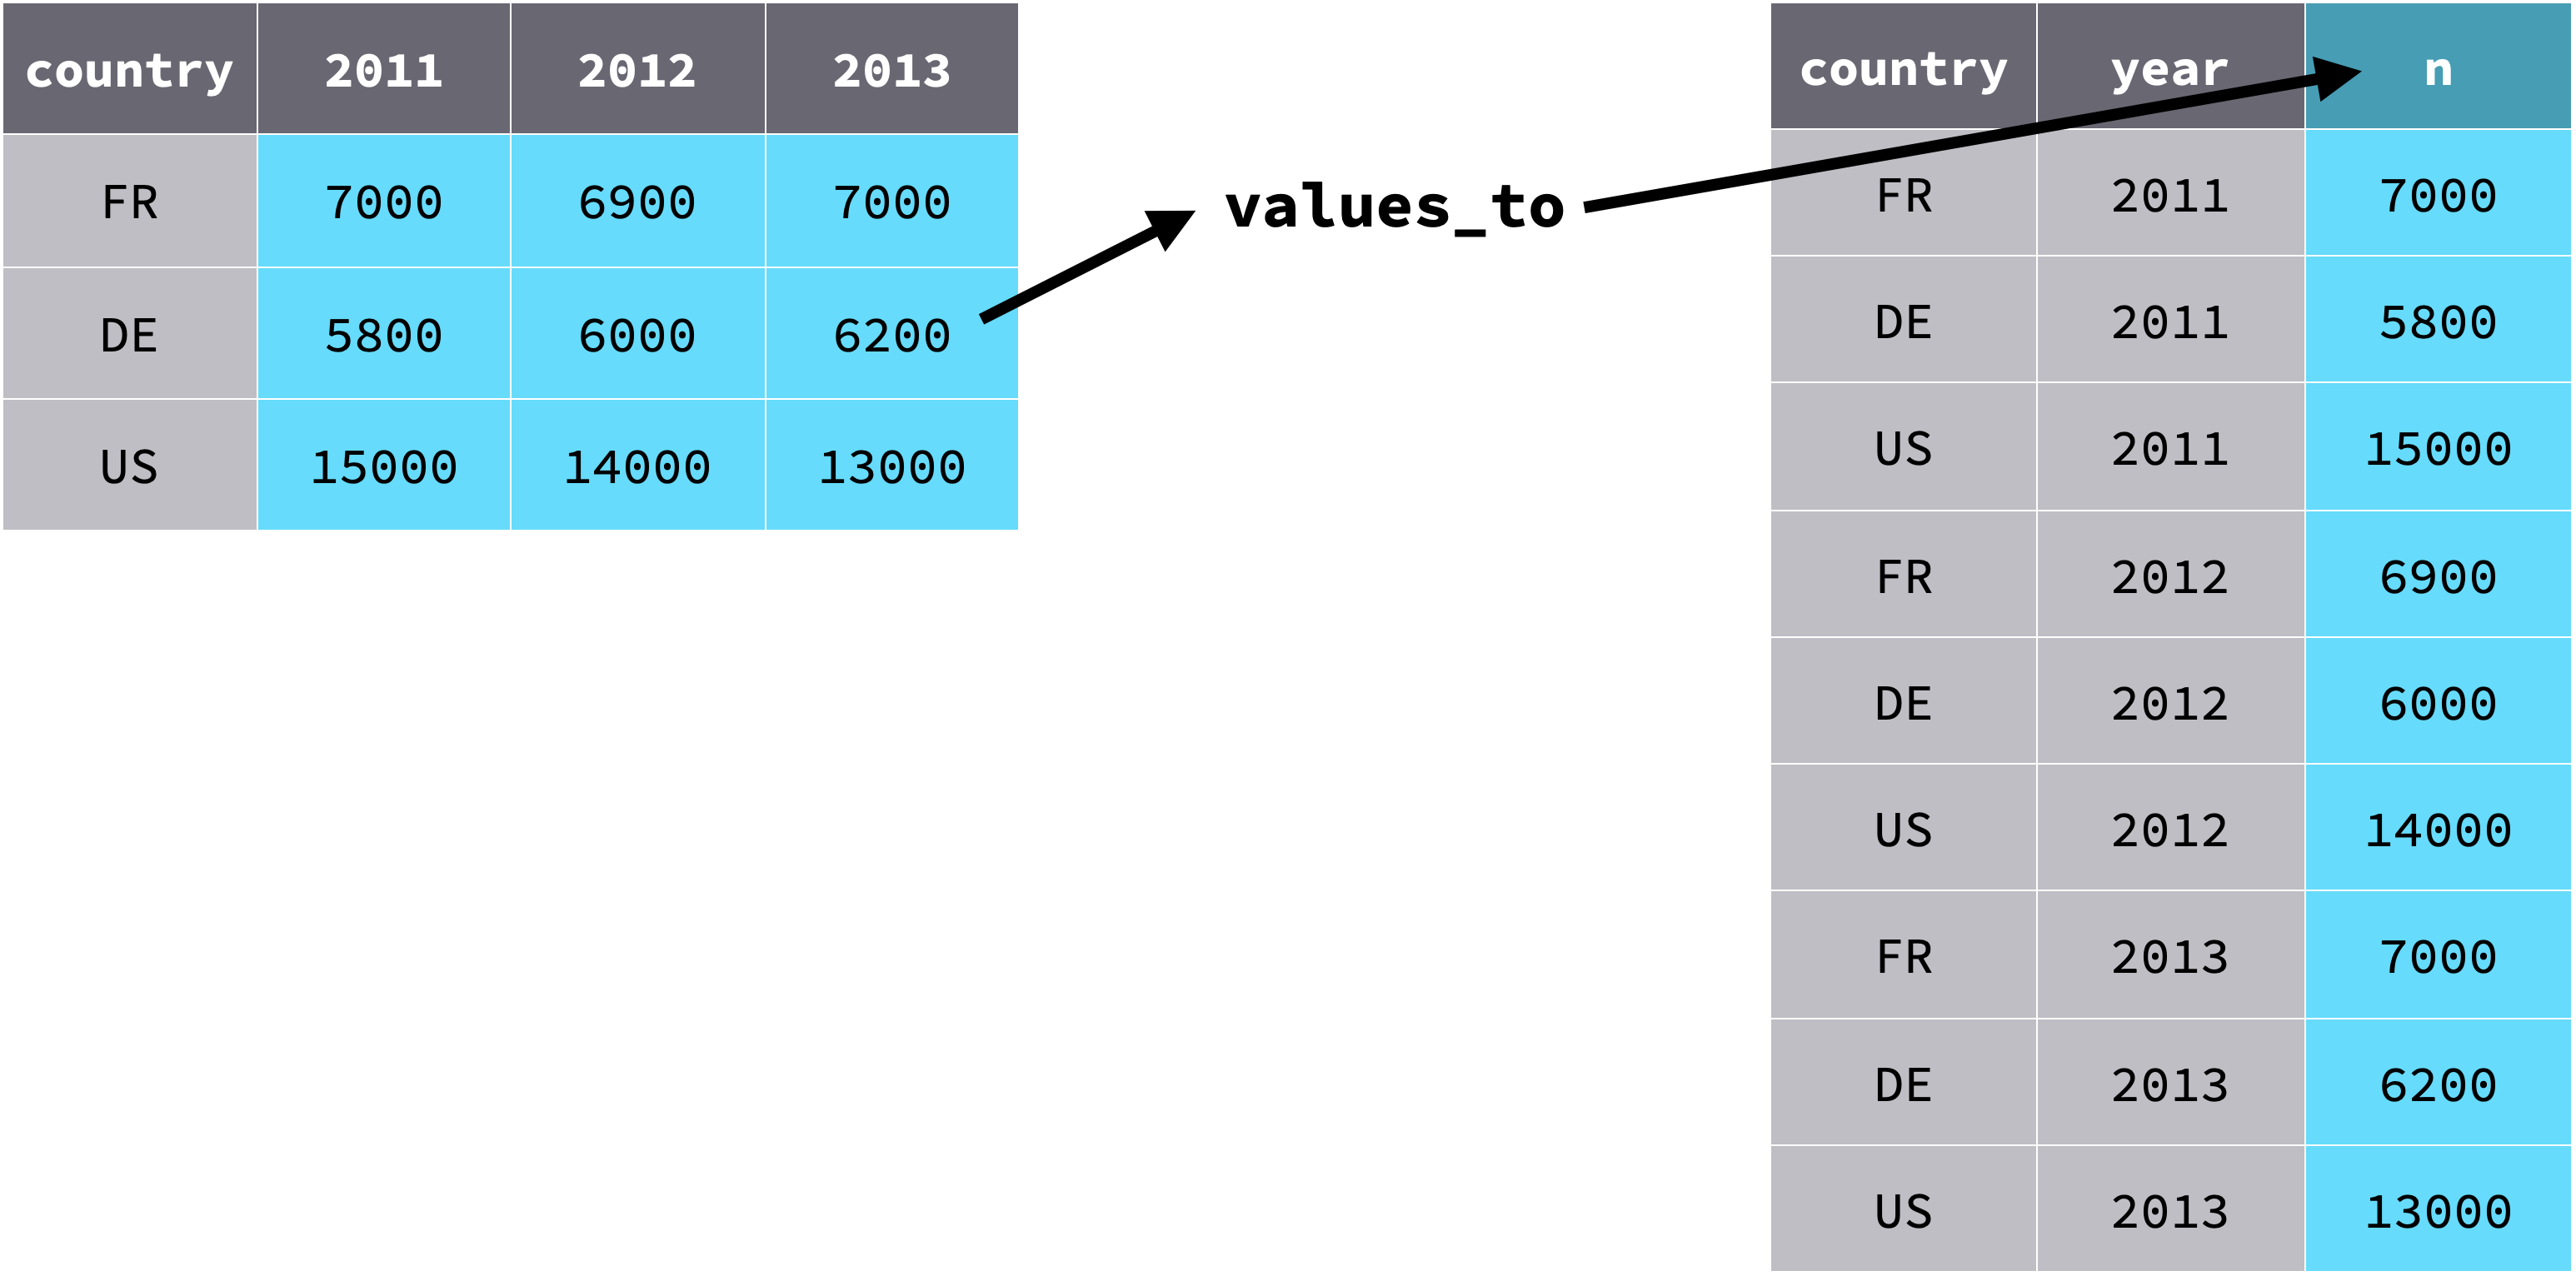 country 2011 2012 2013
FR 7000 6900 7000
DE 5800 6000 6200
US 15000 14000 13000
values_to
country year n
FR 2011 7000
DE 2011 5800
US 2011 15000
FR 2012 6900
DE 2012 6000
US 2012 14000
FR 2013 7000
DE 2013 6200
US 2013 13000